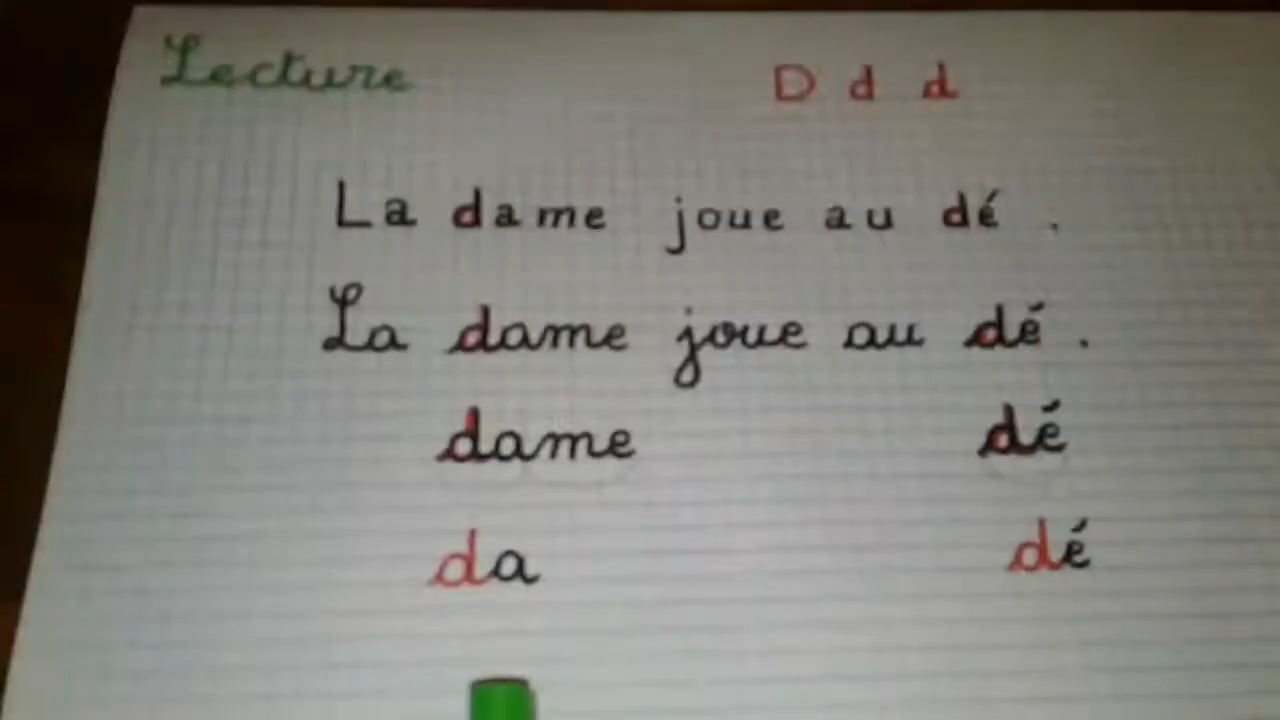 Lecture D d d
La dame joue au dé .
La dame joue au dé .
dame dé
da dé